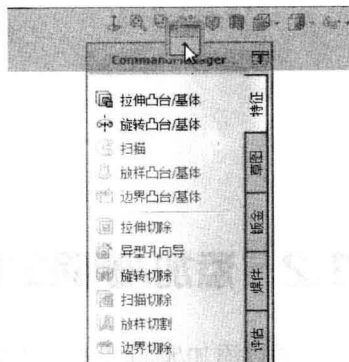 CommandManager
拉伸凸台/基体
旋转凸台/基体
扫描
放样凸台/基体
边界凸台/基体
拉伸切除
异型孔向导
旋转切除
扫描切除
放样切割
边界切除
特征
草图
钣金
焊件
评估